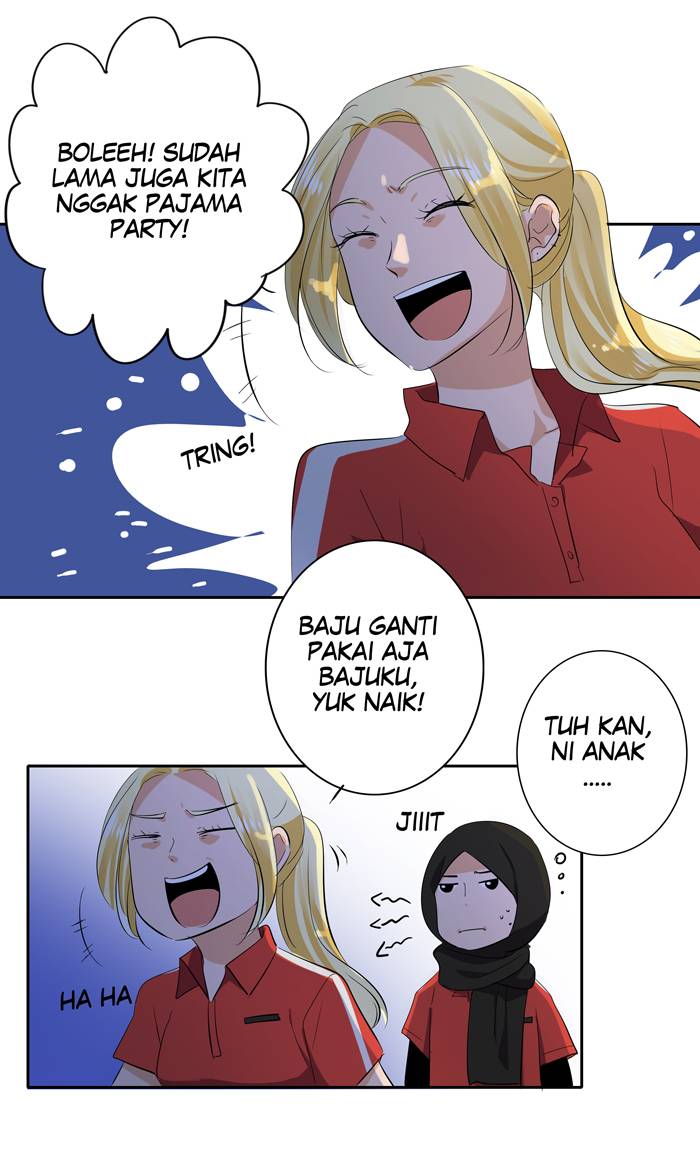 BOLEEH! SUDAH
LAMA JUGA KITA
NGGAK PAJAMA
PARTY!
TRING!
BAJU GANTI
PAKAI AJA
BAJUKU,
YUK NAIK!
TUH KAN,
NI ANAK
.....
JIIIT
HA HA